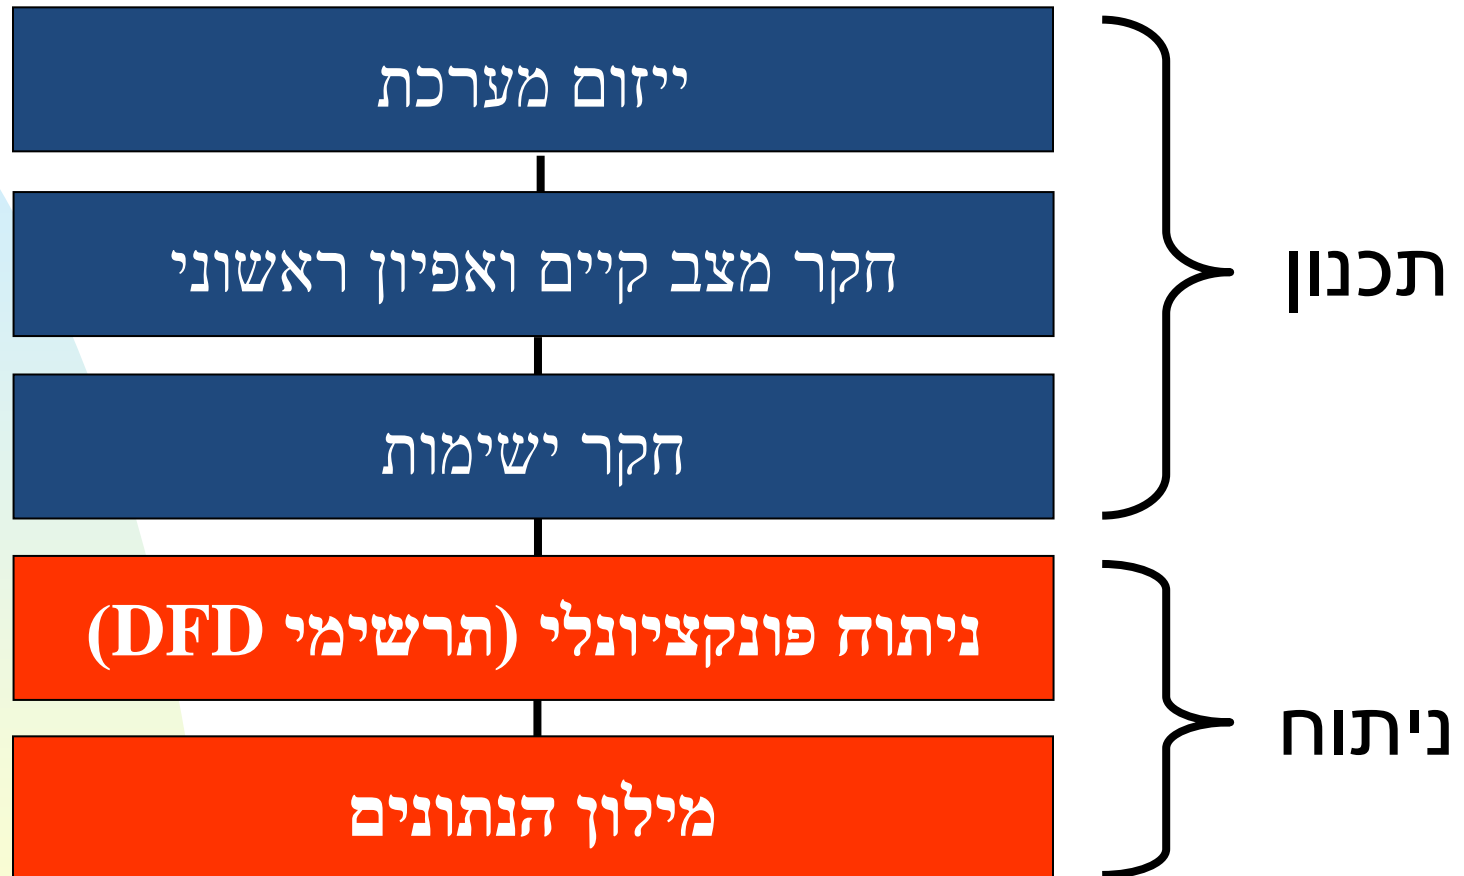 ייזום מערכת
חקר מצב קיים ואפיון ראשוני
חקר ישימות
תכנון
ניתוח פונקציונלי (תרשימי DFD)
מילון הנתונים
ניתוח